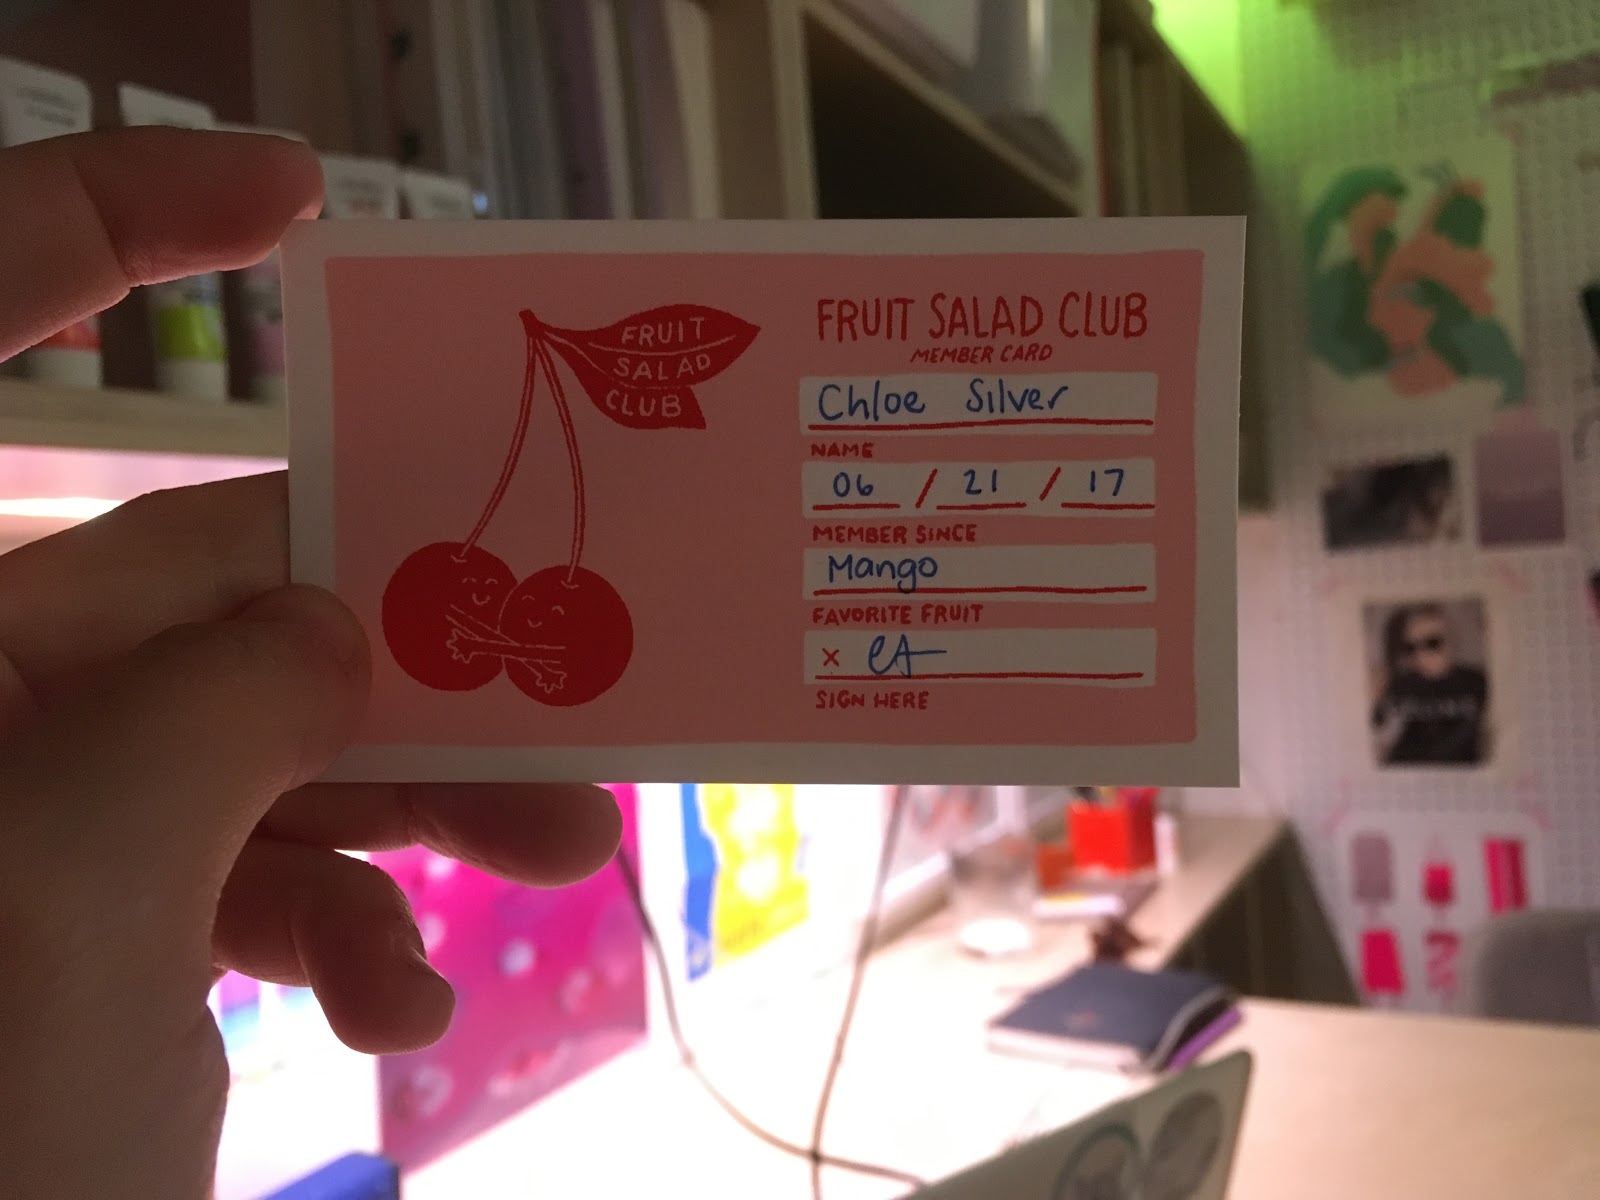 FRUIT
SALAD
CLUB
FRUIT SALAD CLUB
MEMBER CARD
Chloe Silver
NAME
06 / 21 / 17
MEMBER SINCE
Mango
FAVORITE FRUIT
x
SIGN HERE